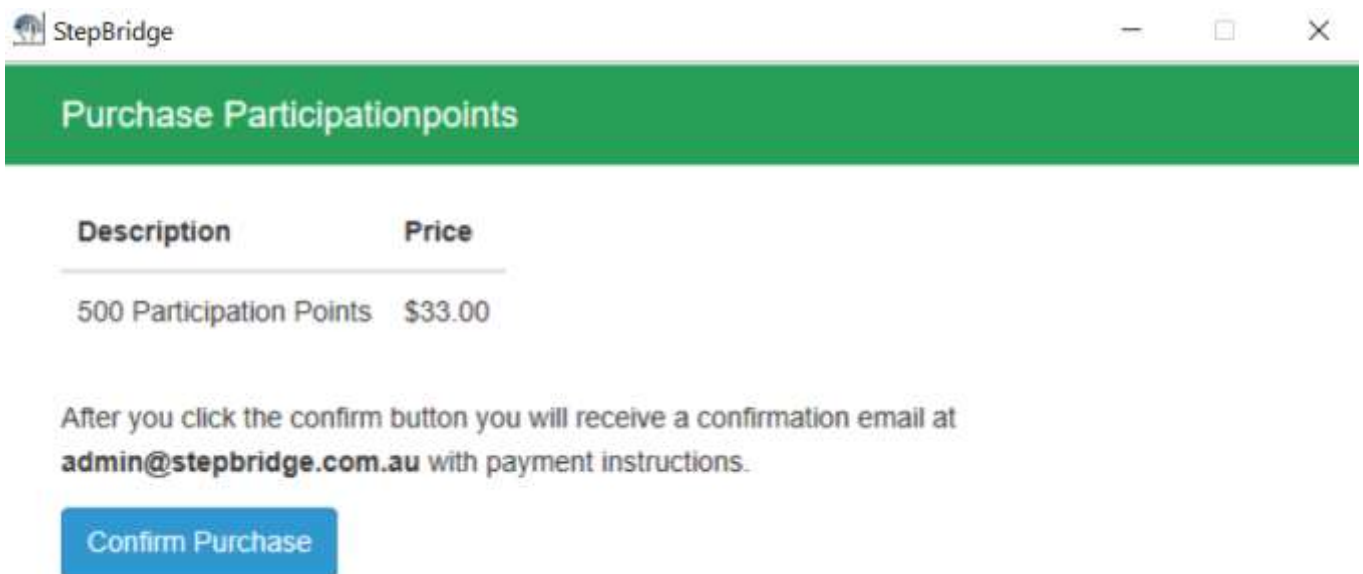 StepBridge
Purchase Participationpoints
Description Price
500 Participation Points $33.00
After you click the confirm button you will receive a confirmation email at
admin@stepbridge.com.au with payment instructions.
Confirm Purchase